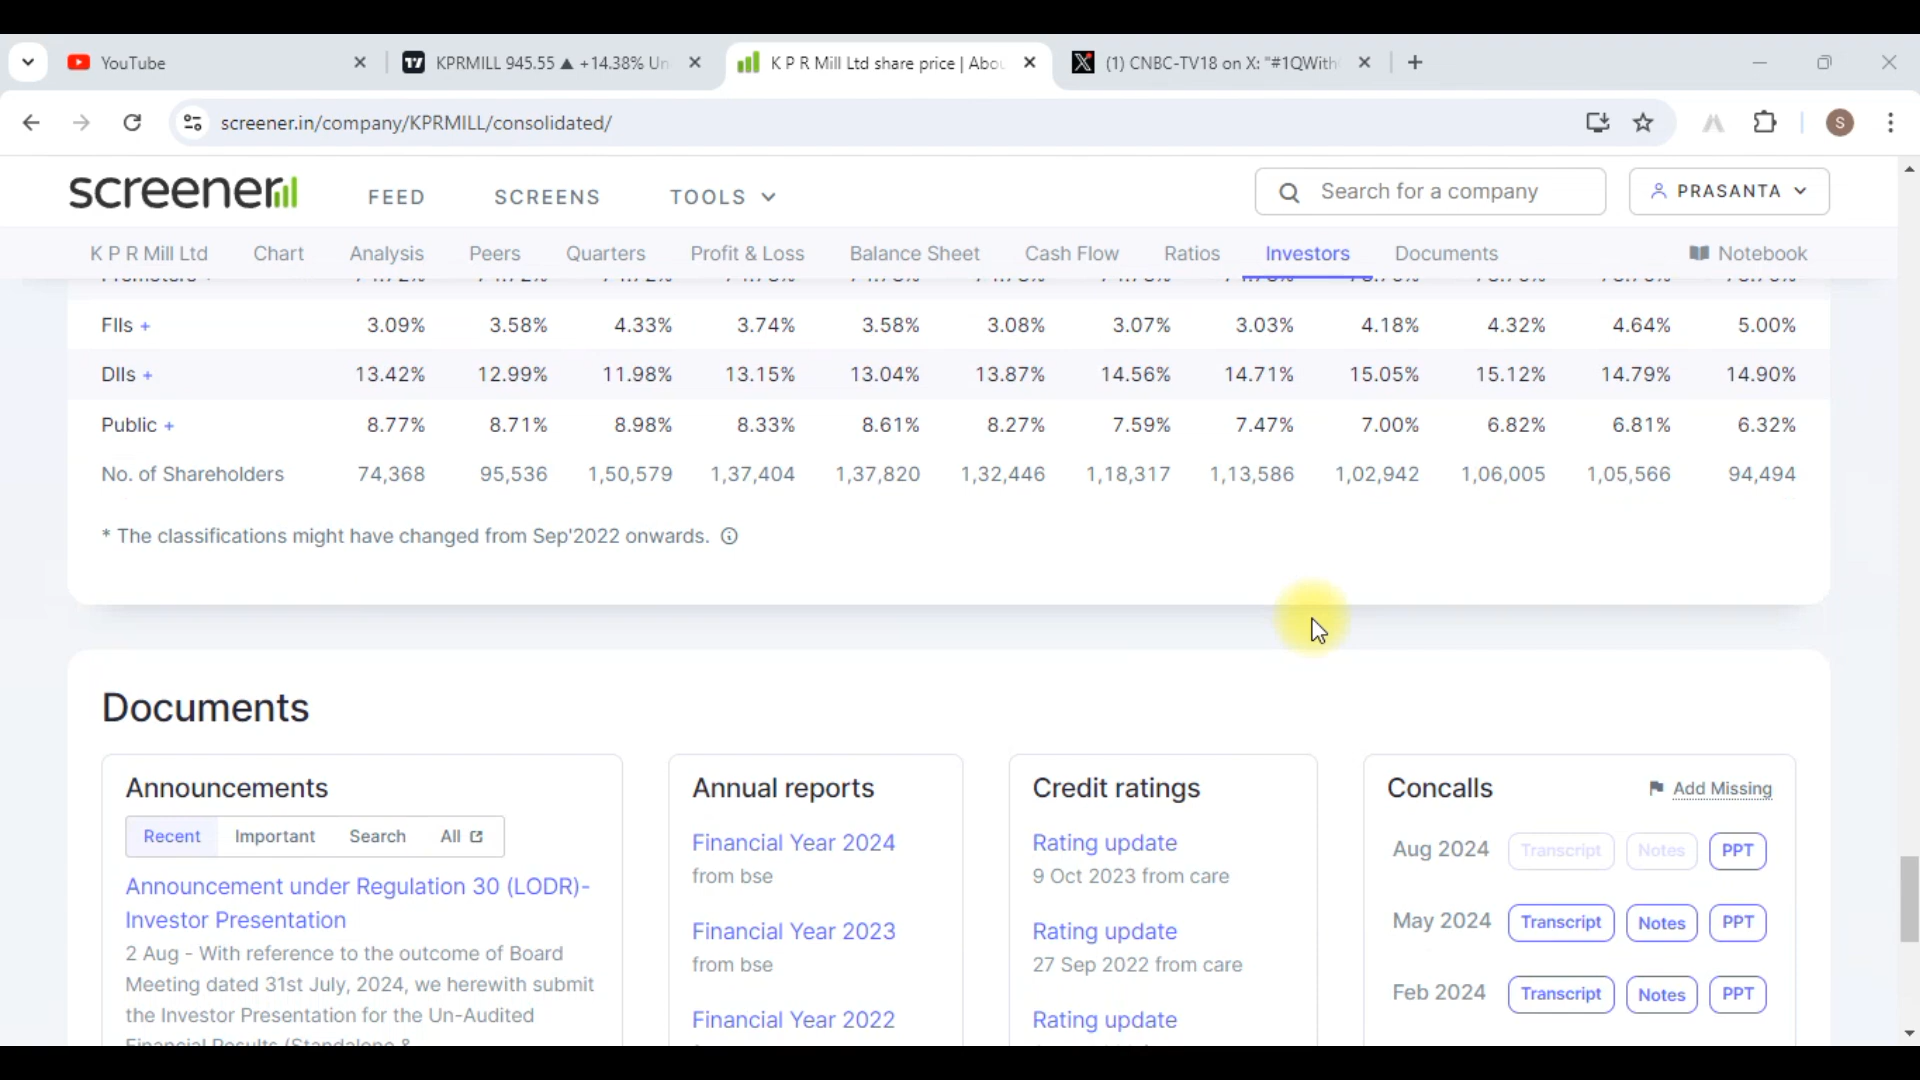 YouTube
KPRMILL 945.55 ▲ +14.38% Un
K P R Mill Ltd share price | Abou
(1) CNBC-TV18 on X: "#1QWith
screener.in/company/KPRMILL/consolidated/
S
screener
FEED SCREENS TOOLS
Search for a company
PRASANTA
K P R Mill Ltd Chart Analysis Peers Quarters Profit & Loss Balance Sheet Cash Flow Ratios Investors Documents Notebook
FIIs + 3.09% 3.58% 4.33% 3.74% 3.58% 3.08% 3.07% 3.03% 4.18% 4.32% 4.64% 5.00%
DIIs + 13.42% 12.99% 11.98% 13.15% 13.04% 13.87% 14.56% 14.71% 15.05% 15.12% 14.79% 14.90%
Public + 8.77% 8.71% 8.98% 8.33% 8.61% 8.27% 7.59% 7.47% 7.00% 6.82% 6.81% 6.32%
No. of Shareholders 74,368 95,536 1,50,579 1,37,404 1,37,820 1,32,446 1,18,317 1,13,586 1,02,942 1,06,005 1,05,566 94,494
* The classifications might have changed from Sep'2022 onwards.
Documents
Announcements
Recent Important Search All
Announcement under Regulation 30 (LODR)-
Investor Presentation
2 Aug - With reference to the outcome of Board
Meeting dated 31st July, 2024, we herewith submit
the Investor Presentation for the Un-Audited
Financial Results (Standalone &
Annual reports
Financial Year 2024
from bse
Financial Year 2023
from bse
Financial Year 2022
Credit ratings
Rating update
9 Oct 2023 from care
Rating update
27 Sep 2022 from care
Rating update
Concalls
Add Missing
Aug 2024 Transcript Notes PPT
May 2024 Transcript Notes PPT
Feb 2024 Transcript Notes PPT